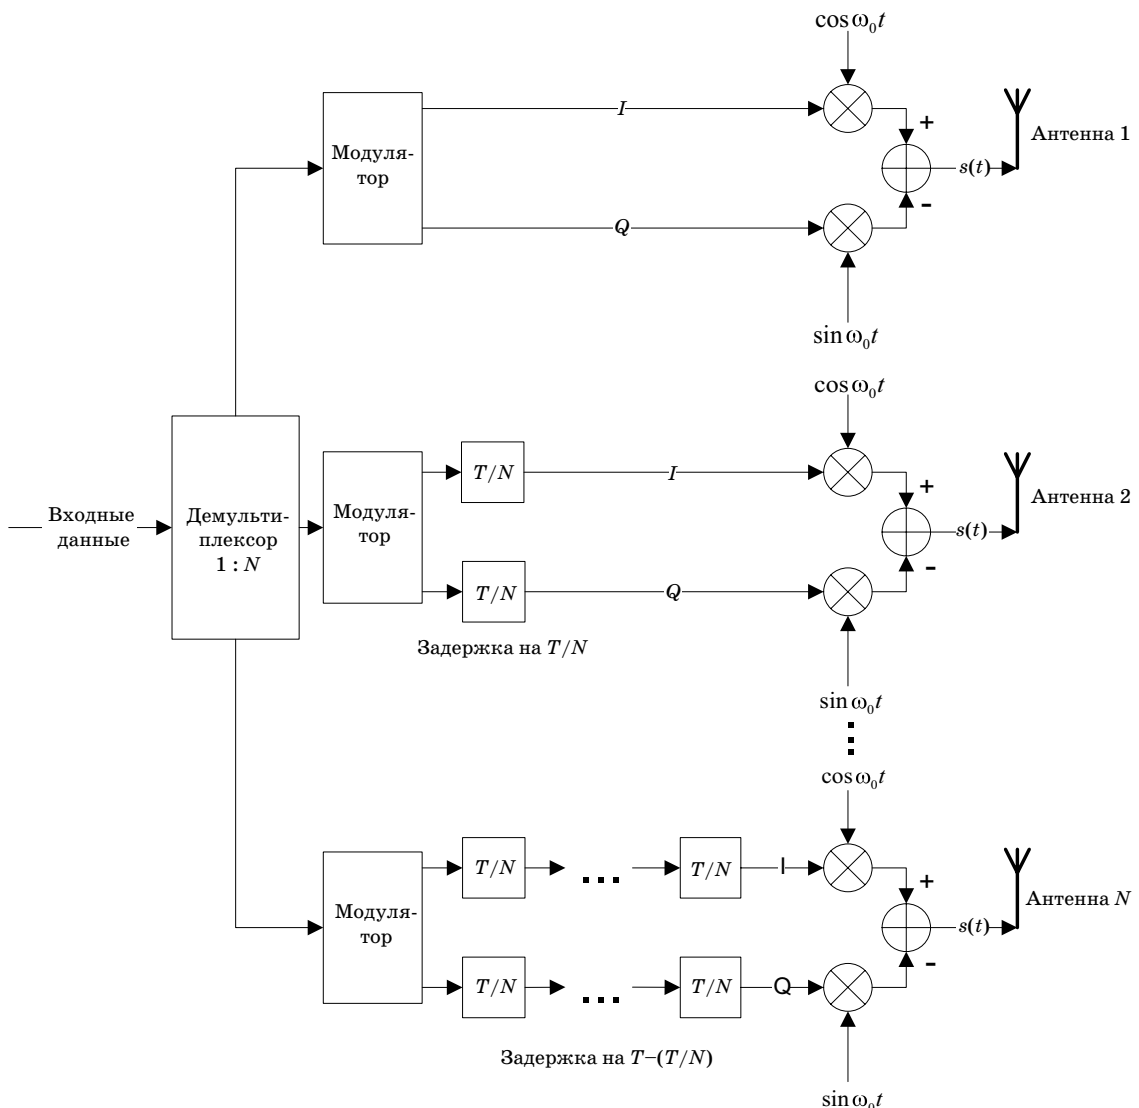 cos ω₀t
I
Модуля-
тор
+
Антенна 1
s(t)
-
Q
sin ω₀t
cos ω₀t
T/N
I
+
Антенна 2
Входные
данные
Демульти-
плексор
1 : N
Модуля-
тор
s(t)
-
T/N
Q
Задержка на T/N
sin ω₀t
cos ω₀t
T/N
...
T/N
I
+
Модуля-
тор
Антенна N
s(t)
-
T/N
...
T/N
Q
Задержка на T–(T/N)
sin ω₀t